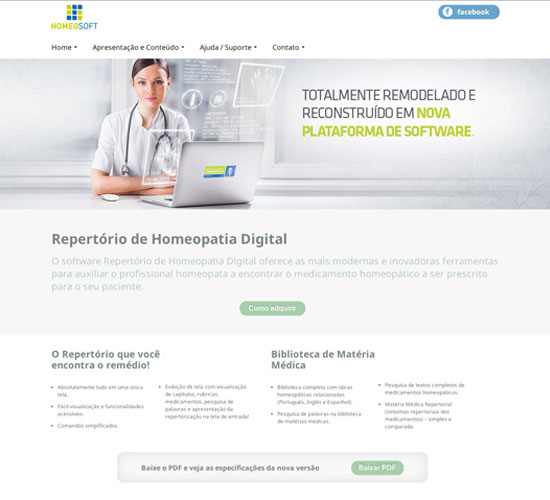 HOMEOSOFT
facebook
Home
Apresentação e Conteúdo
Ajuda / Suporte
Contato
TOTALMENTE REMODELADO E
RECONSTRUÍDO EM NOVA
PLATAFORMA DE SOFTWARE.
Repertório de Homeopatia Digital
O software Repertório de Homeopatia Digital oferece as mais modernas e inovadoras ferramentas
para auxiliar o profissional homeopata a encontrar o medicamento homeopático a ser prescrito
para o seu paciente.
Como adquirir
O Repertório que você
encontra o remédio!
Absolutamente tudo em uma única
tela.
Fácil visualização e funcionalidades
acessíveis.
Comandos simplificados.
Exibição de tela com visualização
de capítulos, rubricas,
medicamentos, pesquisa de
palavras e apresentação da
repertorização na tela de entrada!
Biblioteca de Matéria
Médica
Biblioteca completa com obras
homeopáticas relacionadas
(Português, Inglês e Espanhol).
Pesquisa de palavras na biblioteca
de matérias médicas.
Pesquisa de textos completos de
medicamentos homeopáticos.
Matéria Médica Repertorial
(sintomas repertoriais dos
medicamentos) – simples e
comparada.
Baixe o PDF e veja as especificações da nova versão
Baixar PDF